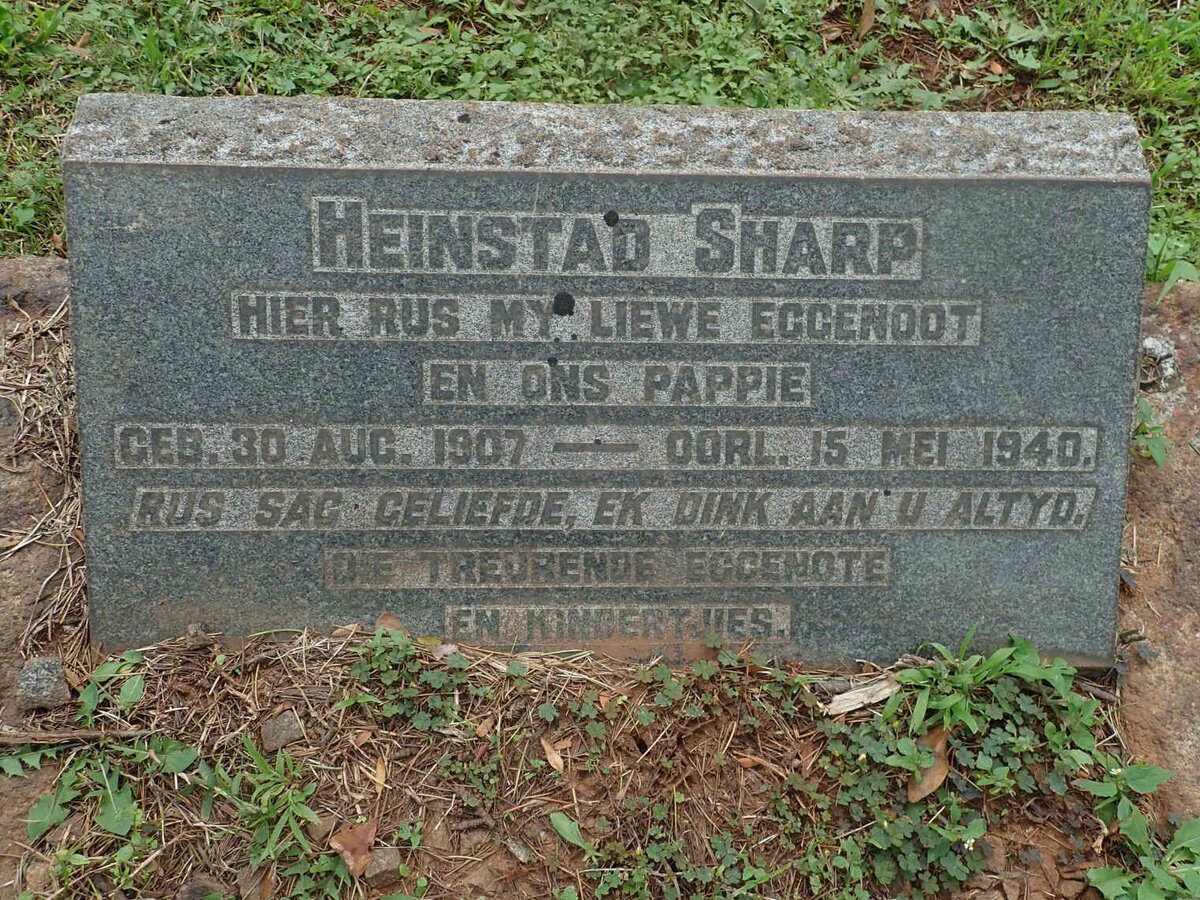 HEINSTAD SHARP
HIER RUS MY LIEWE EGGENOOT
EN ONS PAPPIE
GEB. 30 AUG. 1907 — OORL. 15 MEI 1940.
RUS SAG GELIEFDE, EK DINK AAN U ALTYD.
DIE TREURENDE EGGENOTE
EN KINDERTJIES.